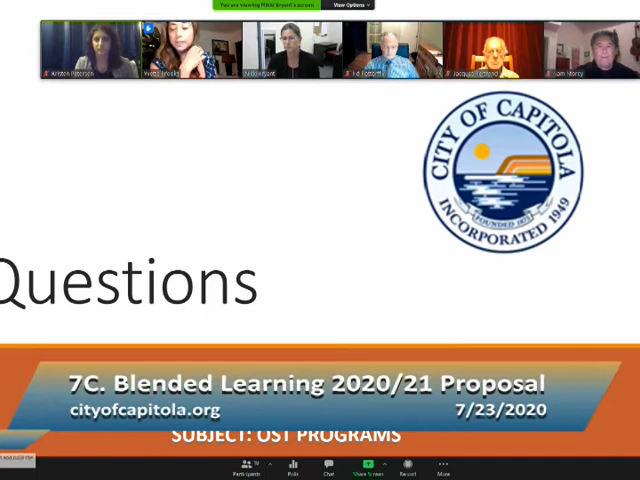 You are viewing Nikki Bryant's screen View Options
Kristen Petersen Yvette Brooks Nikki Bryant Ed Bottorff Jacques Bertrand Sam Storey
CITY OF CAPITOLA
FOUNDED 1874
INCORPORATED 1949
Questions
7C. Blended Learning 2020/21 Proposal
cityofcapitola.org 7/23/2020
SUBJECT: OST PROGRAMS
Participants Polls Chat Share Screen Record More